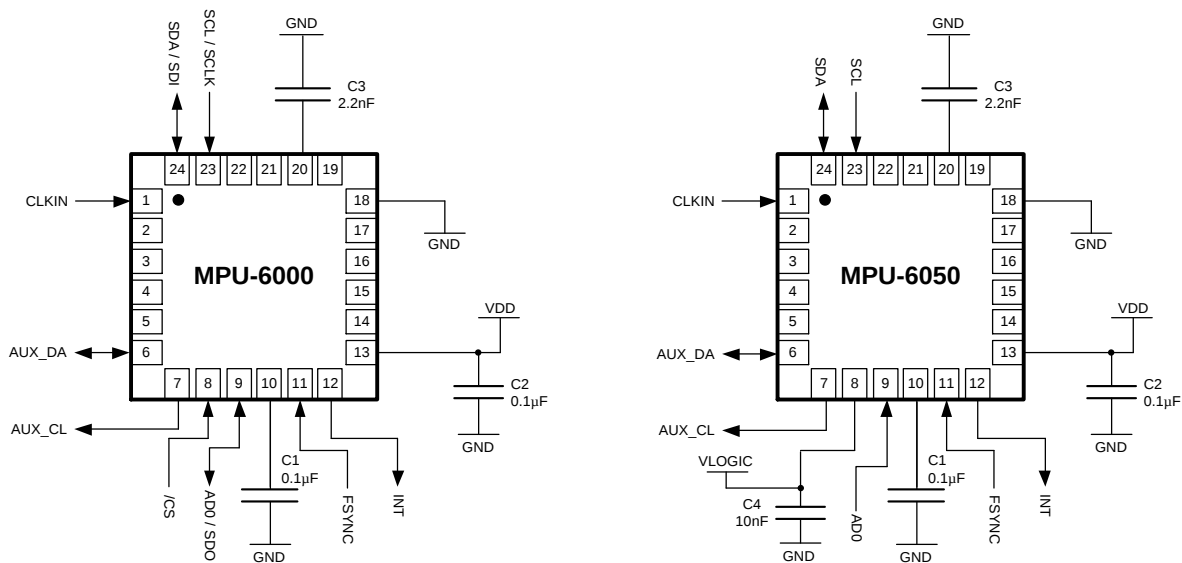 GND
GND
SDA / SDI
SCL / SCLK
C3
2.2nF
SDA
SCL
C3
2.2nF
24 23 22 21 20 19
24 23 22 21 20 19
CLKIN
1
18
CLKIN
1
18
2
17
2
17
GND
GND
3
16
3
16
MPU-6000
MPU-6050
4
15
4
15
VDD
VDD
5
14
5
14
AUX_DA
6
13
AUX_DA
6
13
7 8 9 10 11 12
7 8 9 10 11 12
C2
0.1µF
C2
0.1µF
AUX_CL
GND
AUX_CL
GND
C1
0.1µF
VLOGIC
C1
0.1µF
/CS
AD0 / SDO
FSYNC
INT
C4
10nF
AD0
FSYNC
INT
GND
GND
GND